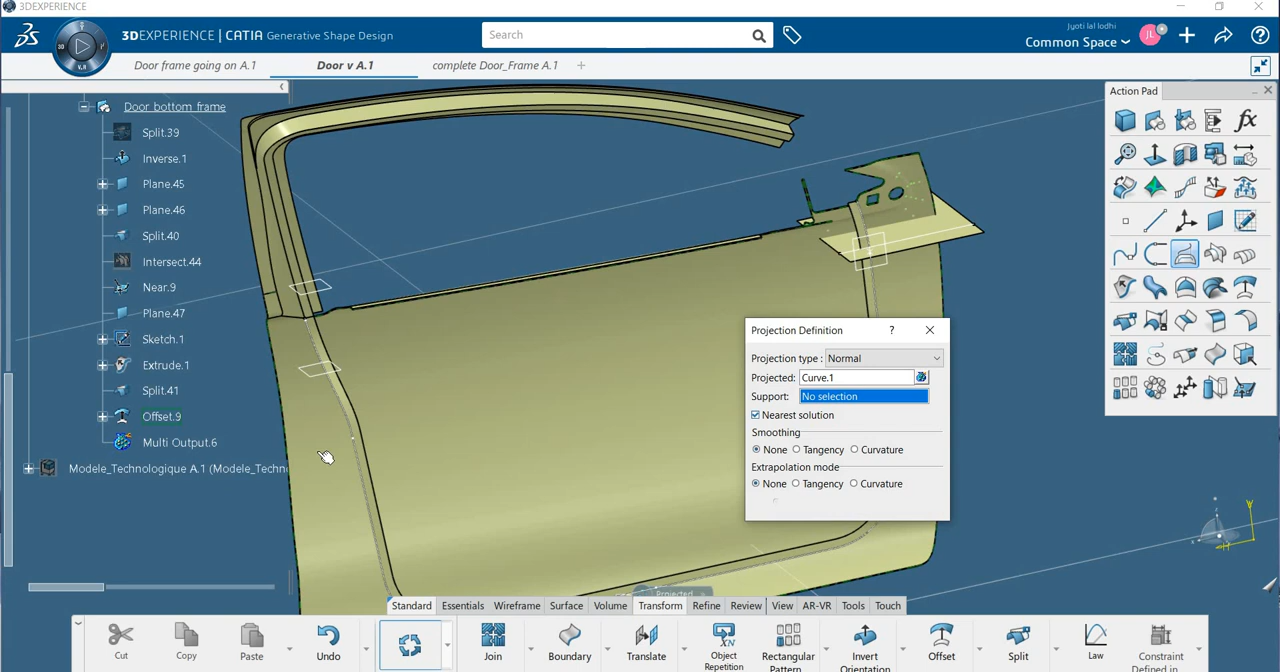 3DEXPERIENCE
3DEXPERIENCE | CATIA Generative Shape Design
Search
Jyoti lal lodhi
Common Space
JL
3D
V.R
Door frame going on A.1
Door v A.1
complete Door_Frame A.1
Action Pad
Door bottom frame
Split.39
Inverse.1
Plane.45
Plane.46
Split.40
Intersect.44
Near.9
Plane.47
Sketch.1
Extrude.1
Split.41
Offset.9
Multi Output.6
Modele_Technologique A.1 (Modele_Techn
fx
Projection Definition
?
Projection type :
Normal
Projected:
Curve.1
Support:
No selection
Nearest solution
Smoothing
None
Tangency
Curvature
Extrapolation mode
None
Tangency
Curvature
Projected
Standard
Essentials
Wireframe
Surface
Volume
Transform
Refine
Review
View
AR-VR
Tools
Touch
Cut
Copy
Paste
Undo
Join
Boundary
Translate
Object
Repetition
Rectangular
Pattern
Invert
Orientation
Offset
Split
Law
Constraint
Defined in